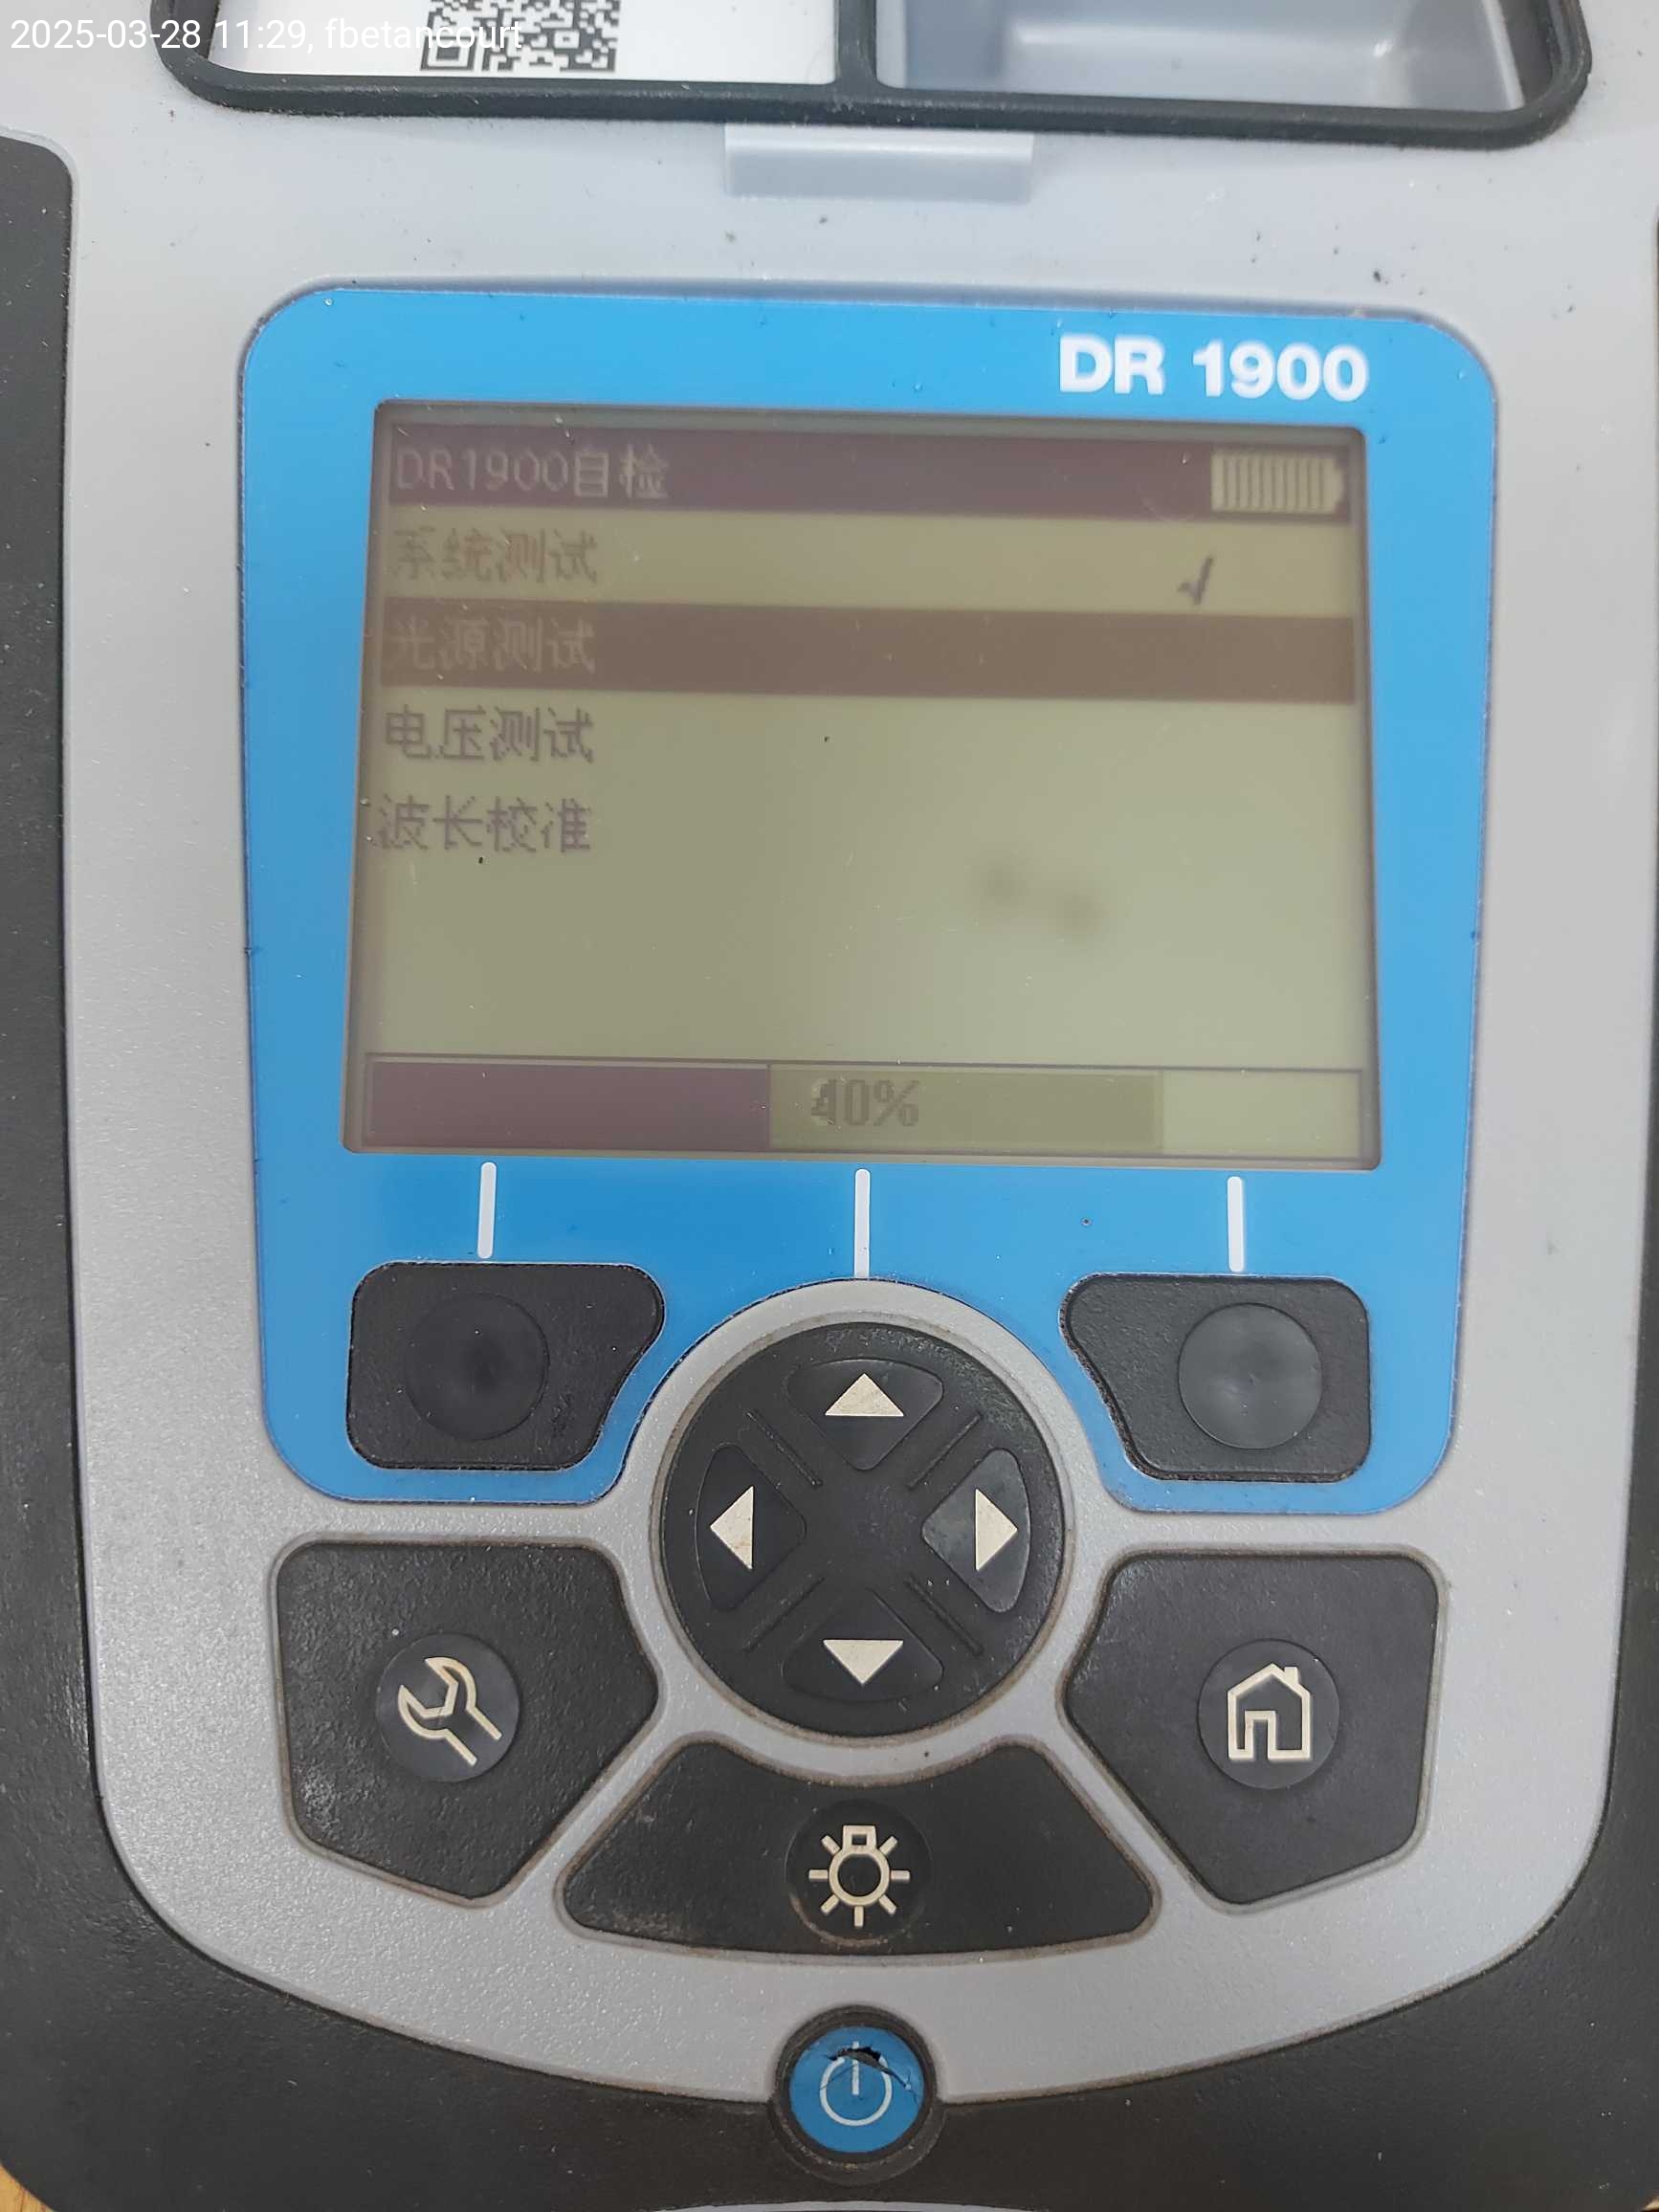 2025-03-28 11:29, fbetancourt
DR 1900
DR1900自检
系统测试
光源测试
电压测试
波长校准
40%